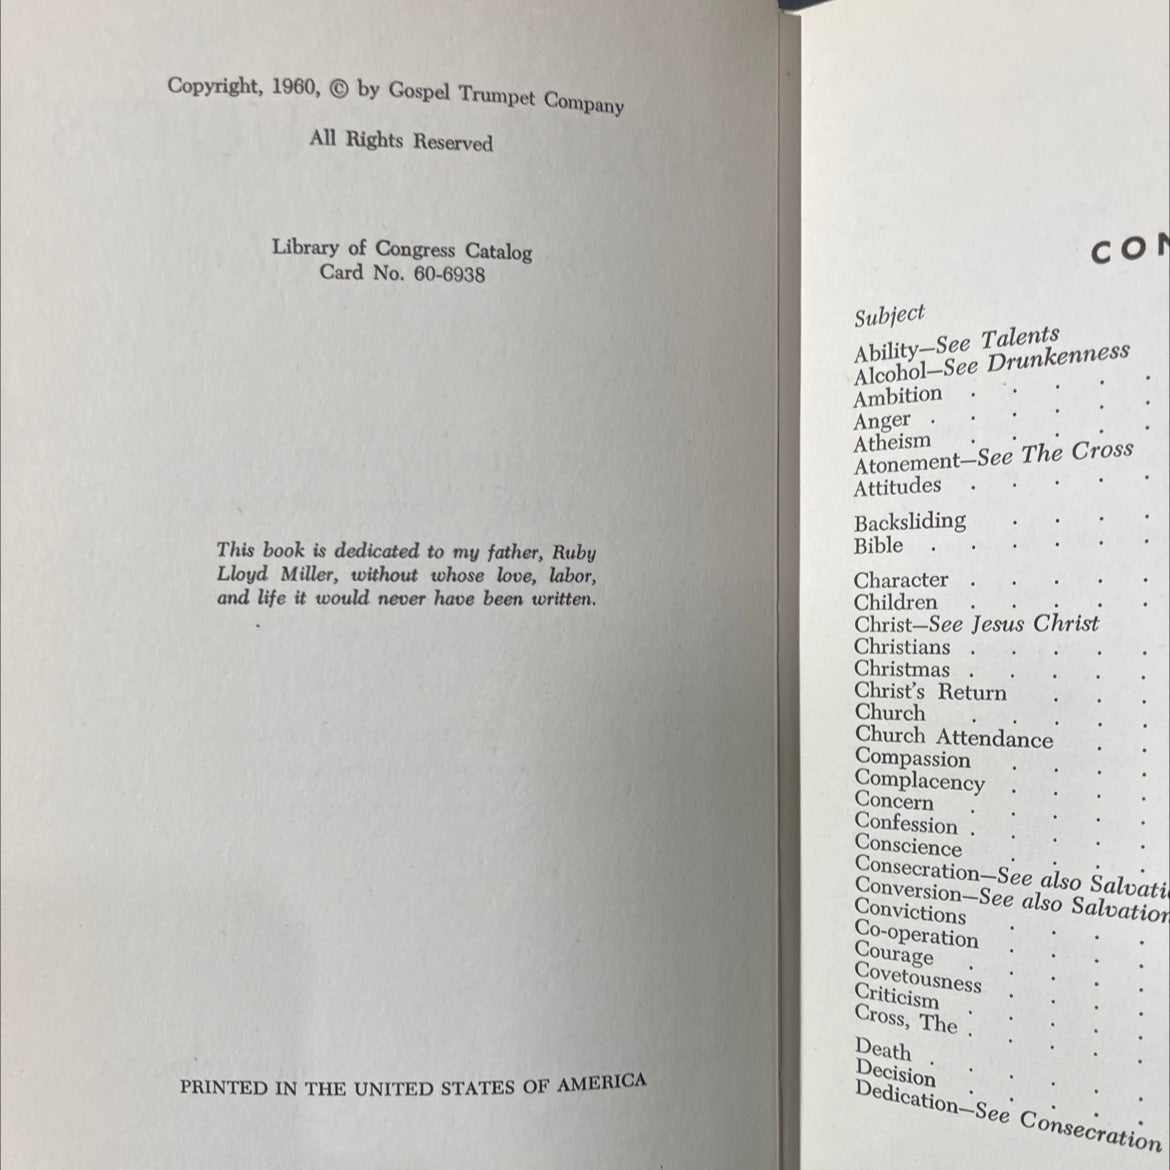 Copyright, 1960, © by Gospel Trumpet Company
All Rights Reserved
Library of Congress Catalog
Card No. 60-6938
This book is dedicated to my father, Ruby
Lloyd Miller, without whose love, labor,
and life it would never have been written.
PRINTED IN THE UNITED STATES OF AMERICA
CON
Subject
Ability—See Talents
Alcohol—See Drunkenness
Ambition . . . . .
Anger . . . . . .
Atheism . . . . .
Atonement—See The Cross
Attitudes . . . . .
Backsliding . . . .
Bible . . . . . .
Character . . . . .
Children . . . . .
Christ—See Jesus Christ
Christians . . . . .
Christmas . . . . .
Christ's Return . . .
Church . . . . .
Church Attendance . .
Compassion . . . .
Complacency . . . .
Concern . . . . .
Confession . . . . .
Conscience . . . .
Consecration—See also Salvati
Conversion—See also Salvation
Convictions . . . .
Co-operation . . . .
Courage . . . . .
Covetousness . . . .
Criticism . . . . .
Cross, The . . . . .
Death . . . . . .
Decision . . . . .
Dedication—See Consecration